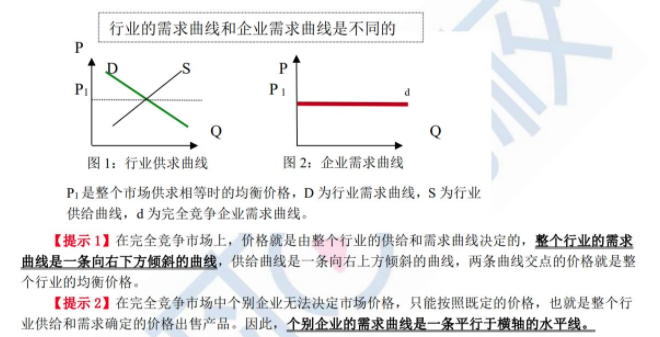 行业的需求曲线和企业需求曲线是不同的
P
D
S
P1
Q
图 1：行业供求曲线
P
P1
d
Q
图 2：企业需求曲线
P1是整个市场供求相等时的均衡价格，D 为行业需求曲线，S 为行业
供给曲线，d 为完全竞争企业需求曲线。
【提示 1】在完全竞争市场上，价格就是由整个行业的供给和需求曲线决定的，整个行业的需求
曲线是一条向右下方倾斜的曲线，供给曲线是一条向右上方倾斜的曲线，两条曲线交点的价格就是整
个行业的均衡价格。
【提示 2】在完全竞争市场中个别企业无法决定市场价格，只能按照既定的价格，也就是整个行
业供给和需求确定的价格出售产品。因此，个别企业的需求曲线是一条平行于横轴的水平线。